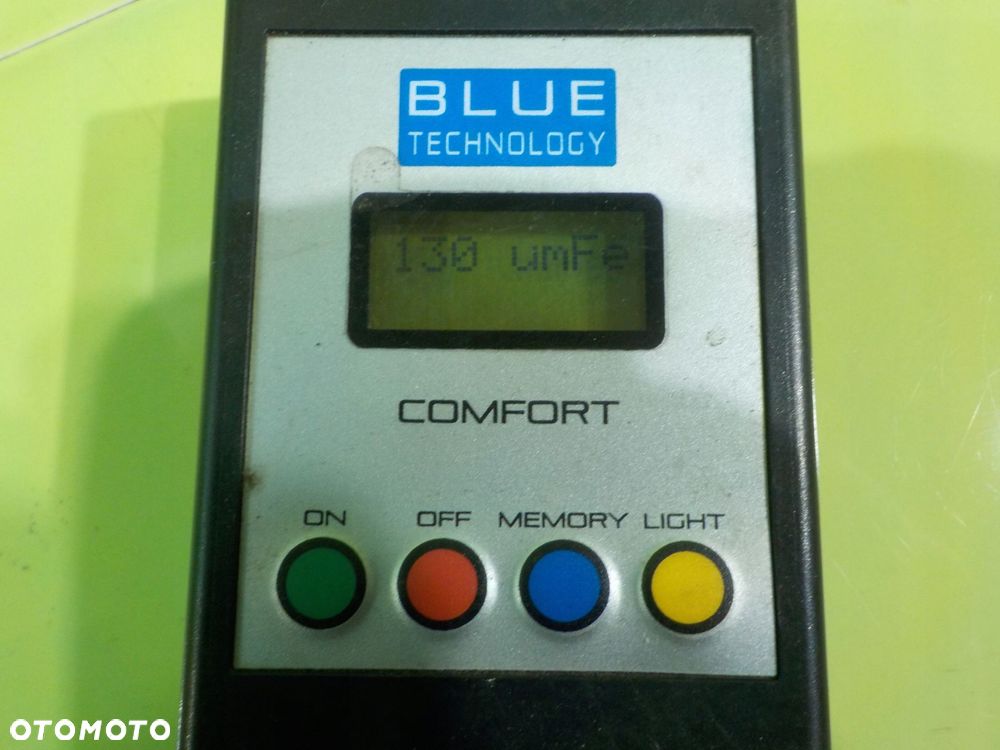 BLUE
TECHNOLOGY
130 umFe
COMFORT
ON OFF MEMORY LIGHT
OTOMOTO